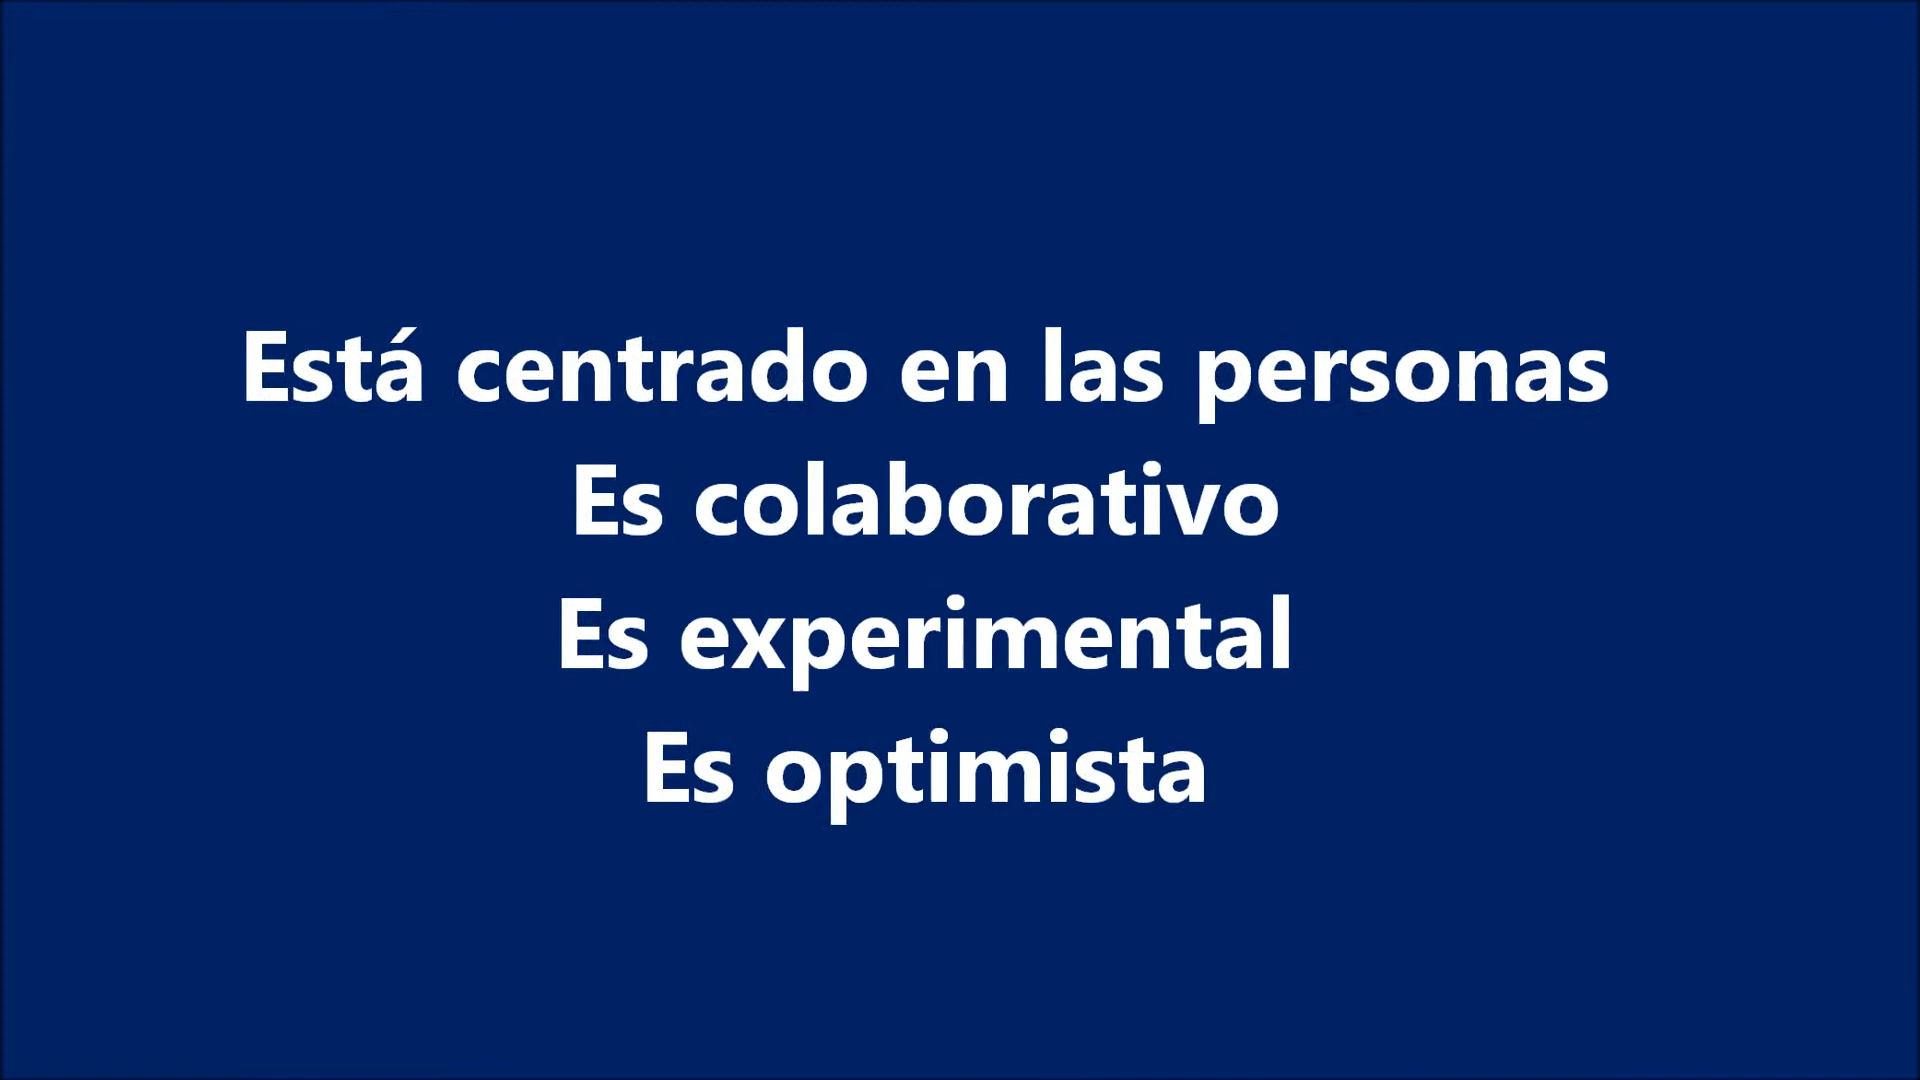 Está centrado en las personas
Es colaborativo
Es experimental
Es optimista